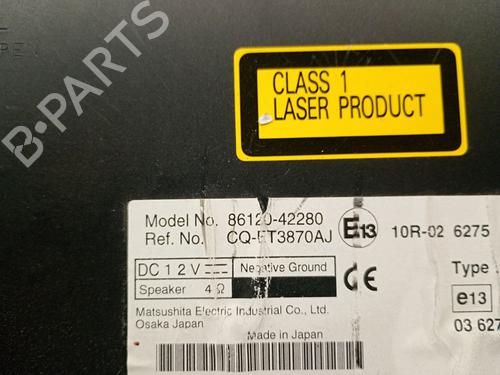 OPEN
CLASS 1
LASER PRODUCT
Model No. 86120-42280
Ref. No. CQ-ET3870AJ
E13
10R-02 6275
DC 12V
Negative Ground
Speaker 4Ω
CE
Type
e13
03 627
Matsushita Electric Industrial Co., Ltd.
Osaka Japan
Made in Japan
B-Parts